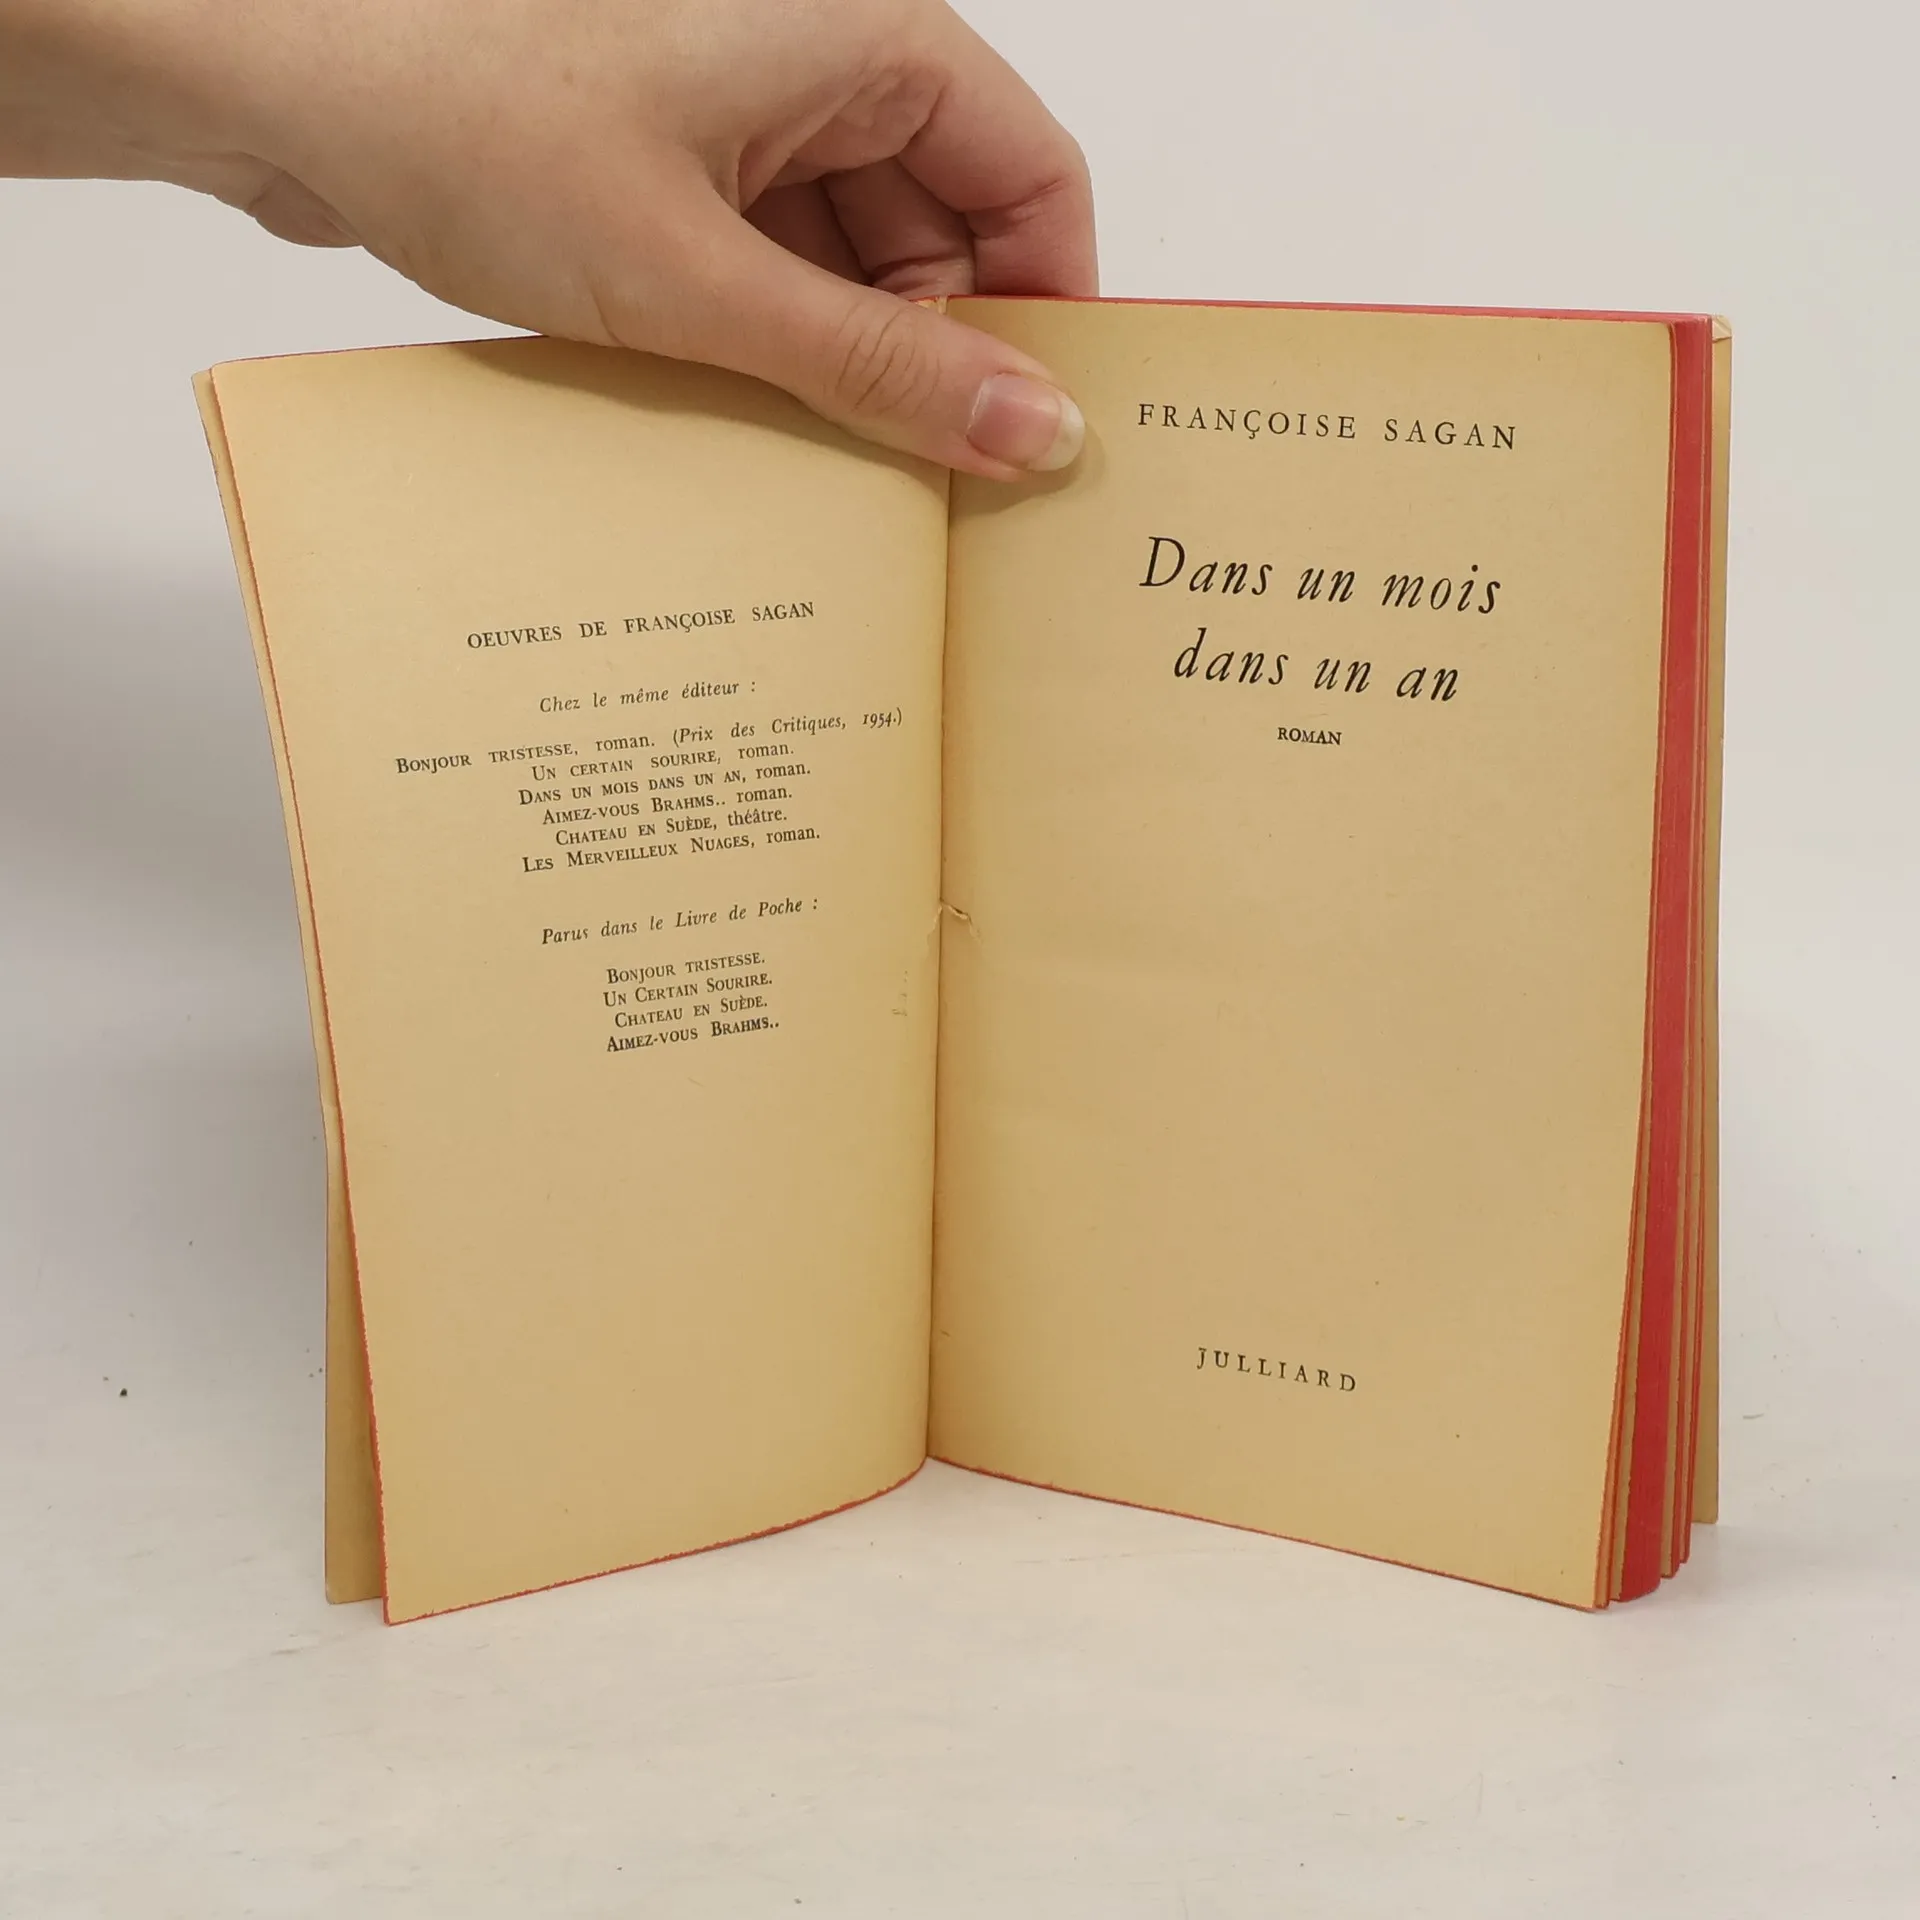 OEUVRES DE FRANÇOISE SAGAN
Chez le même éditeur :
BONJOUR TRISTESSE, roman. (Prix des Critiques, 1954.)
UN CERTAIN SOURIRE, roman.
DANS UN MOIS DANS UN AN, roman.
AIMEZ-VOUS BRAHMS.. roman.
CHATEAU EN SUÈDE, théâtre.
LES MERVEILLEUX NUAGES, roman.
Parus dans le Livre de Poche :
BONJOUR TRISTESSE.
UN CERTAIN SOURIRE.
CHATEAU EN SUÈDE.
AIMEZ-VOUS BRAHMS..
FRANÇOISE SAGAN
Dans un mois
dans un an
ROMAN
JULLIARD